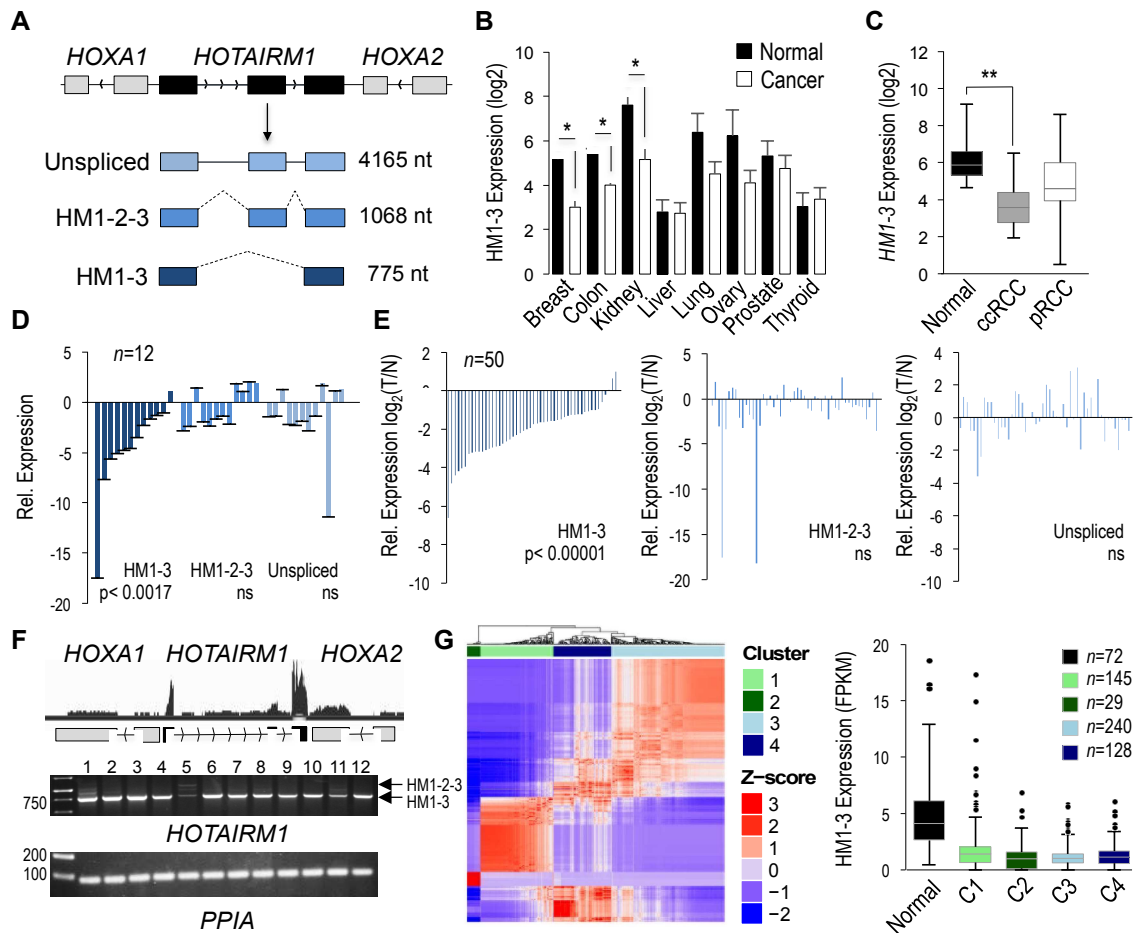 A
HOXA1 HOTAIRM1 HOXA2
Unspliced 4165 nt
HM1-2-3 1068 nt
HM1-3 775 nt
B
HM1-3 Expression (log2)
10
8
6
4
2
0
Normal
Cancer
* * *
Breast
Colon
Kidney
Liver
Lung
Ovary
Prostate
Thyroid
C
HM1-3 Expression (log2)
12
10
8
6
4
2
0
**
Normal
ccRCC
pRCC
D
Rel. Expression
5
0
-5
-10
-15
-20
n=12
HM1-3 HM1-2-3 Unspliced
p< 0.0017 ns ns
E
Rel. Expression log2(T/N)
2
0
-2
-4
-6
-8
-10
n=50
HM1-3
p< 0.00001
Rel. Expression log2(T/N)
5
0
-5
-10
-15
-20
HM1-2-3
ns
Rel. Expression log2(T/N)
4
2
0
-2
-4
-6
-8
-10
Unspliced
ns
F
HOXA1 HOTAIRM1 HOXA2
1 2 3 4 5 6 7 8 9 10 11 12
750
HM1-2-3
HM1-3
HOTAIRM1
200
100
PPIA
G
Cluster
1
2
3
4
Z-score
3
2
1
0
-1
-2
HM1-3 Expression (FPKM)
20
15
10
5
0
n=72
n=145
n=29
n=240
n=128
Normal
C1
C2
C3
C4